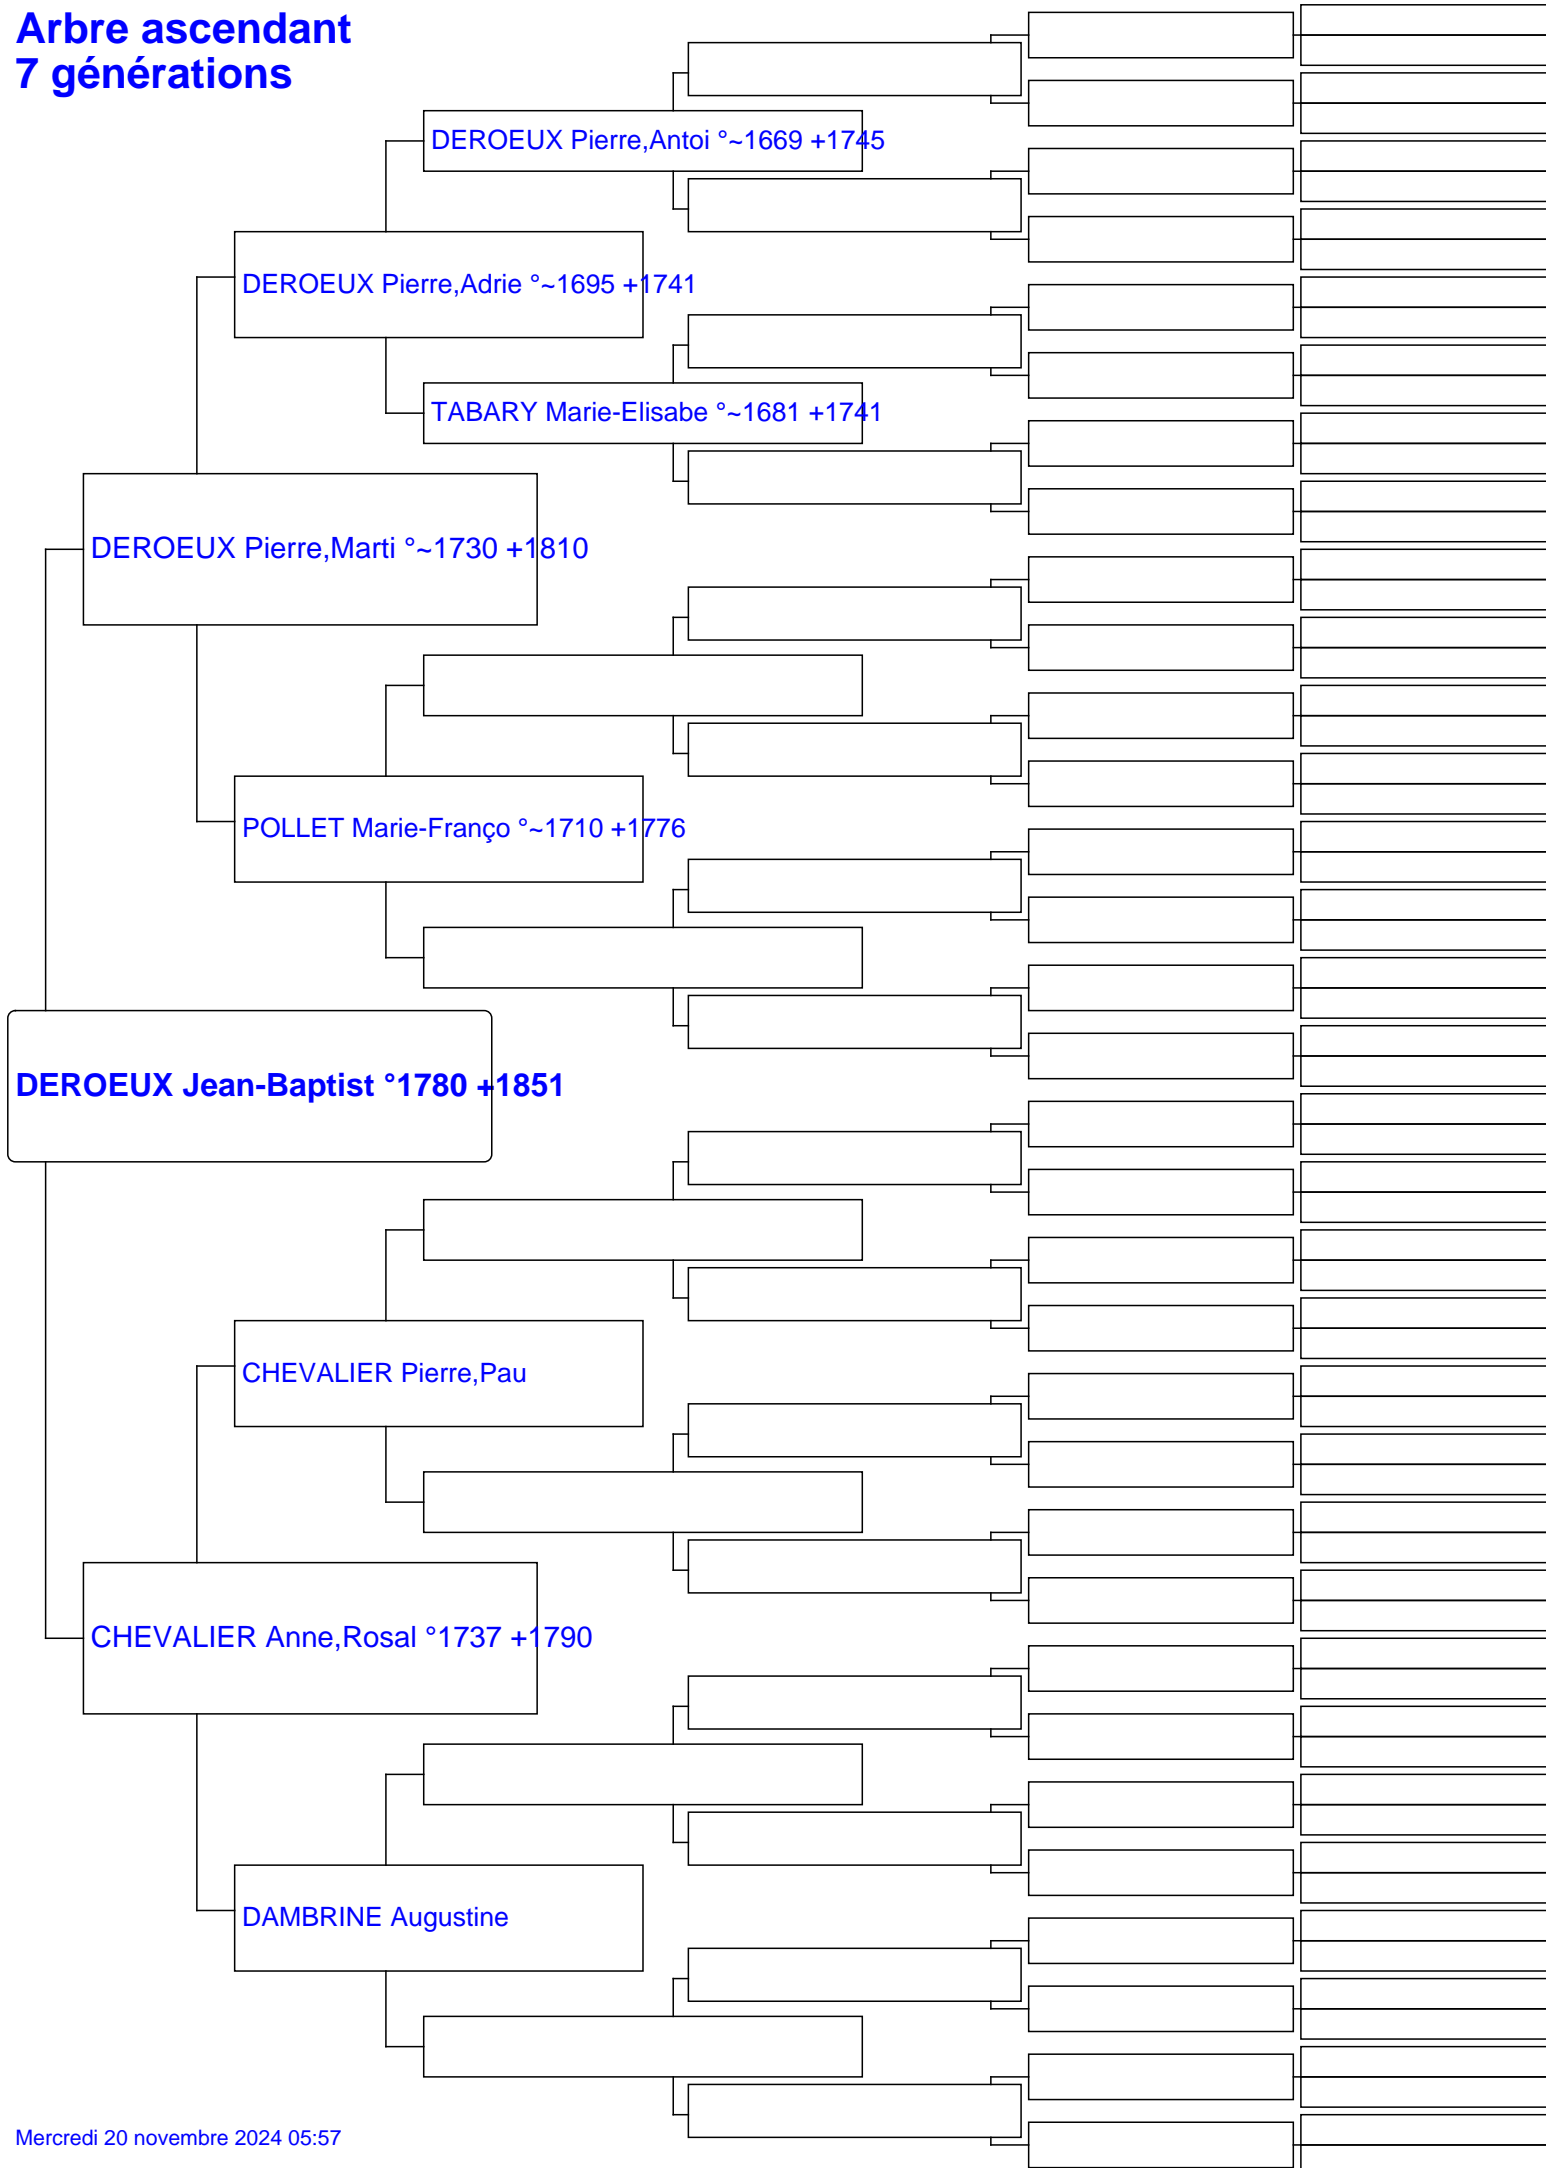 Arbre ascendant
7 générations
DEROEUX Pierre,Antoi °~1669 +1745
DEROEUX Pierre,Adrie °~1695 +1741
TABARY Marie-Elisabe °~1681 +1741
DEROEUX Pierre,Marti °~1730 +1810
POLLET Marie-Franço °~1710 +1776
DEROEUX Jean-Baptist °1780 +1851
CHEVALIER Pierre,Pau
CHEVALIER Anne,Rosal °1737 +1790
DAMBRINE Augustine
Mercredi 20 novembre 2024 05:57